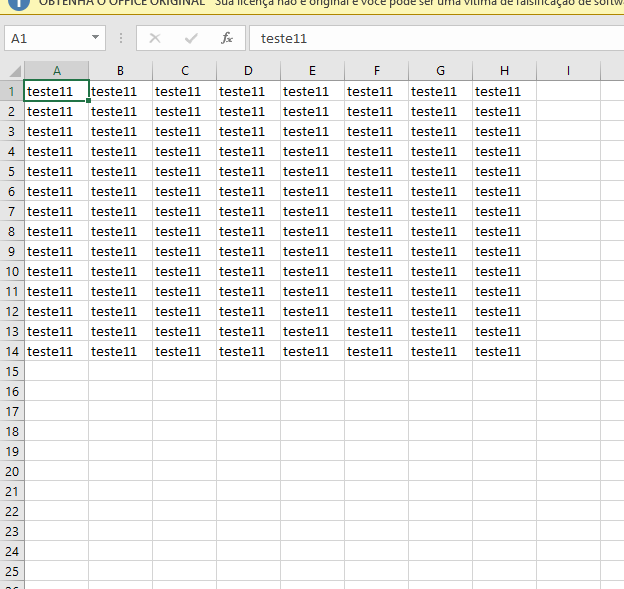 OBTENHA O OFFICE ORIGINAL Sua licença não é original e você pode ser uma vítima de falsificação de softwa
A1 fx teste11
A B C D E F G H I
1 teste11 teste11 teste11 teste11 teste11 teste11 teste11 teste11
2 teste11 teste11 teste11 teste11 teste11 teste11 teste11 teste11
3 teste11 teste11 teste11 teste11 teste11 teste11 teste11 teste11
4 teste11 teste11 teste11 teste11 teste11 teste11 teste11 teste11
5 teste11 teste11 teste11 teste11 teste11 teste11 teste11 teste11
6 teste11 teste11 teste11 teste11 teste11 teste11 teste11 teste11
7 teste11 teste11 teste11 teste11 teste11 teste11 teste11 teste11
8 teste11 teste11 teste11 teste11 teste11 teste11 teste11 teste11
9 teste11 teste11 teste11 teste11 teste11 teste11 teste11 teste11
10 teste11 teste11 teste11 teste11 teste11 teste11 teste11 teste11
11 teste11 teste11 teste11 teste11 teste11 teste11 teste11 teste11
12 teste11 teste11 teste11 teste11 teste11 teste11 teste11 teste11
13 teste11 teste11 teste11 teste11 teste11 teste11 teste11 teste11
14 teste11 teste11 teste11 teste11 teste11 teste11 teste11 teste11
15
16
17
18
19
20
21
22
23
24
25